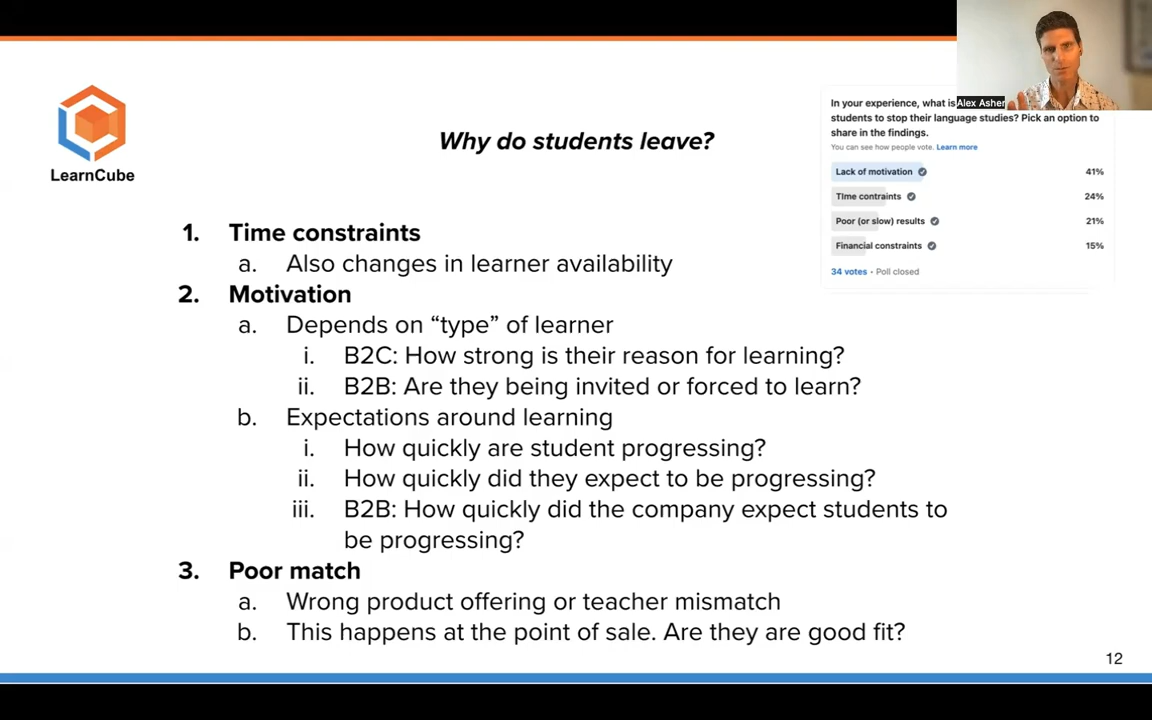 LearnCube
Why do students leave?
In your experience, what is
Alex Asher
students to stop their language studies? Pick an option to
share in the findings.
You can see how people vote. Learn more
Lack of motivation 41%
TIme contraints 24%
Poor (or slow) results 21%
Financial constraints 15%
34 votes • Poll closed
1. Time constraints
a. Also changes in learner availability
2. Motivation
a. Depends on “type” of learner
i. B2C: How strong is their reason for learning?
ii. B2B: Are they being invited or forced to learn?
b. Expectations around learning
i. How quickly are student progressing?
ii. How quickly did they expect to be progressing?
iii. B2B: How quickly did the company expect students to
be progressing?
3. Poor match
a. Wrong product offering or teacher mismatch
b. This happens at the point of sale. Are they are good fit?
12